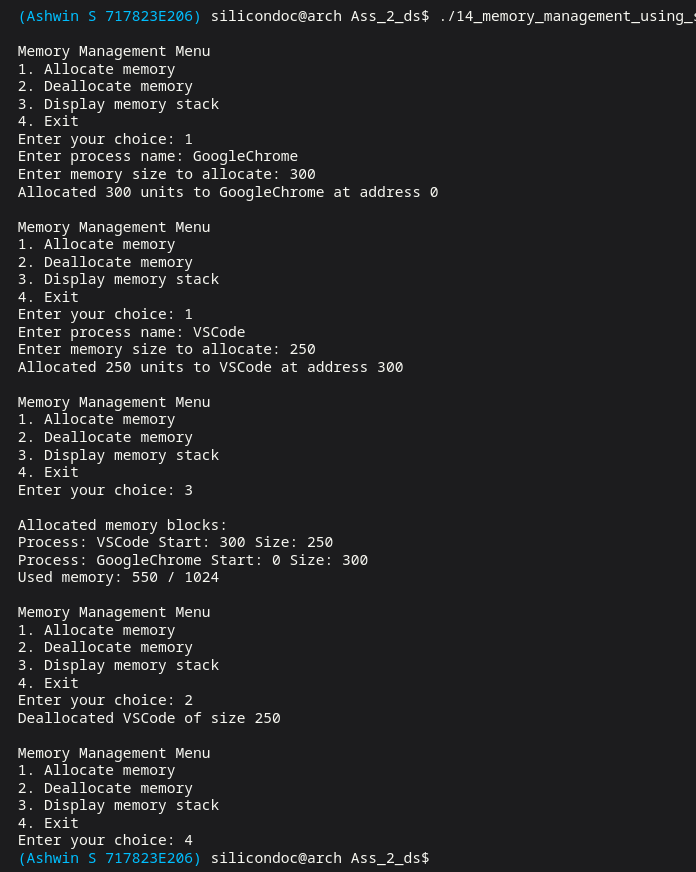 (Ashwin S 717823E206) silicondoc@arch Ass_2_ds$ ./14_memory_management_using_
Memory Management Menu
1. Allocate memory
2. Deallocate memory
3. Display memory stack
4. Exit
Enter your choice: 1
Enter process name: GoogleChrome
Enter memory size to allocate: 300
Allocated 300 units to GoogleChrome at address 0
Memory Management Menu
1. Allocate memory
2. Deallocate memory
3. Display memory stack
4. Exit
Enter your choice: 1
Enter process name: VSCode
Enter memory size to allocate: 250
Allocated 250 units to VSCode at address 300
Memory Management Menu
1. Allocate memory
2. Deallocate memory
3. Display memory stack
4. Exit
Enter your choice: 3
Allocated memory blocks:
Process: VSCode Start: 300 Size: 250
Process: GoogleChrome Start: 0 Size: 300
Used memory: 550 / 1024
Memory Management Menu
1. Allocate memory
2. Deallocate memory
3. Display memory stack
4. Exit
Enter your choice: 2
Deallocated VSCode of size 250
Memory Management Menu
1. Allocate memory
2. Deallocate memory
3. Display memory stack
4. Exit
Enter your choice: 4
(Ashwin S 717823E206) silicondoc@arch Ass_2_ds$